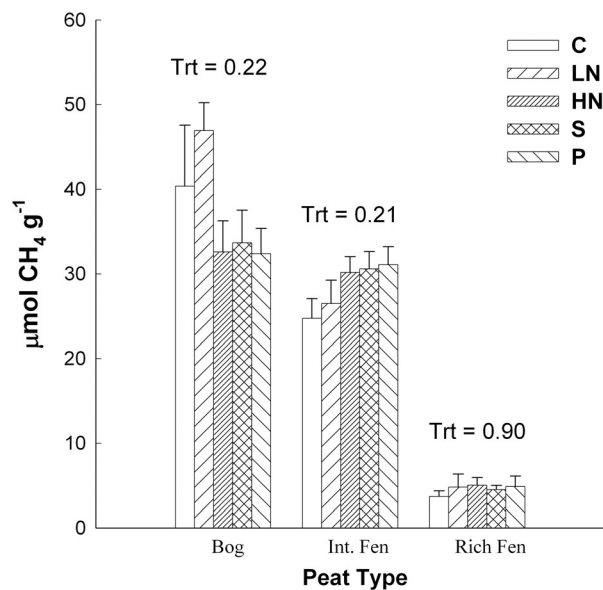 60
50
40
30
20
10
0
μmol CH₄ g⁻¹
Trt = 0.22
Trt = 0.21
Trt = 0.90
C
LN
HN
S
P
Bog
Int. Fen
Rich Fen
Peat Type